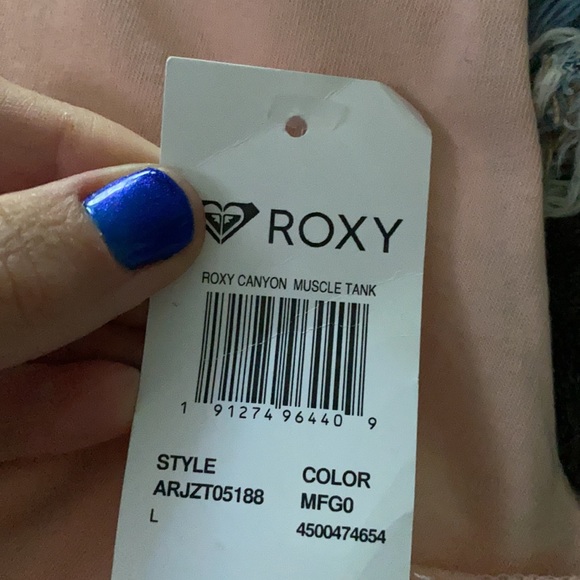 ROXY
ROXY CANYON MUSCLE TANK
1 91274 96440 9
STYLE
ARJZT05188
L
COLOR
MFG0
4500474654